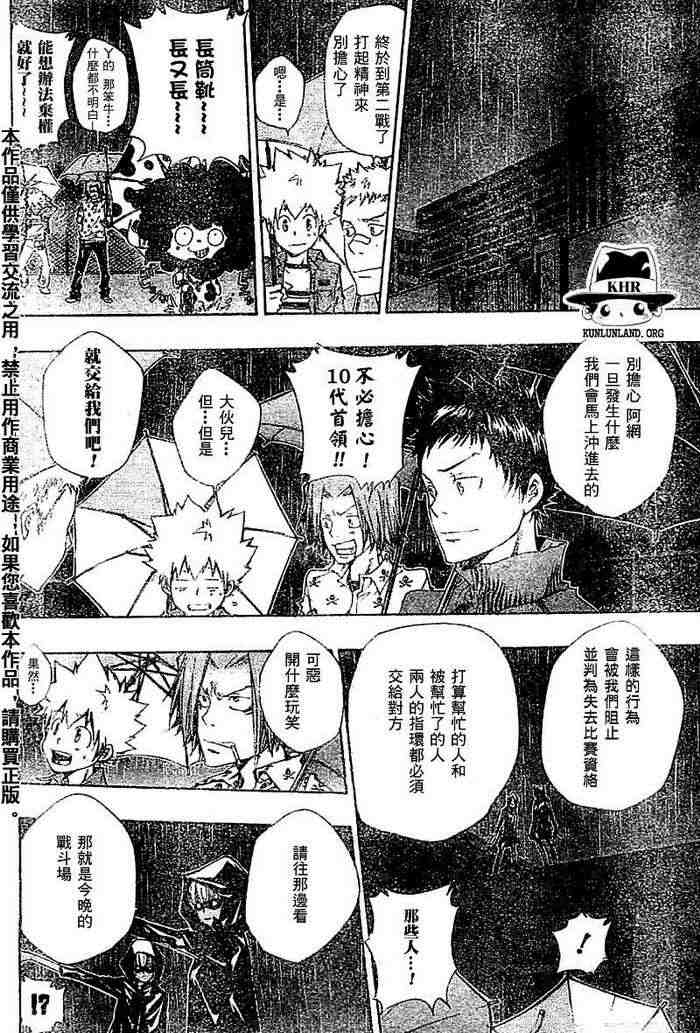 終於到第二戰了
打起精神來
別擔心了
嗯…是…
長筒靴～～～
長又長～～～
丫的 那笨牛…
什麼都不明白！
能想辦法棄權
就好了～～～
KHR
KUNLUNLAND.ORG
別擔心 阿網
一旦發生什麼
我們會馬上沖進去的
不必擔心！
10代首領!!
大伙兒…
但…但是
就交給我們吧！
這樣的行為
會被我們阻止
並判為失去比賽資格
打算幫忙的人和
被幫忙了的人
兩人的指環都必須
交給對方
可惡
開什麼玩笑
果然…
！
那些人…！
請往那邊看
那就是今晚的
戰斗場
!?
本作品僅供學習交流之用，禁止用作商業用途，如果您喜歡本作品，請購買正版。